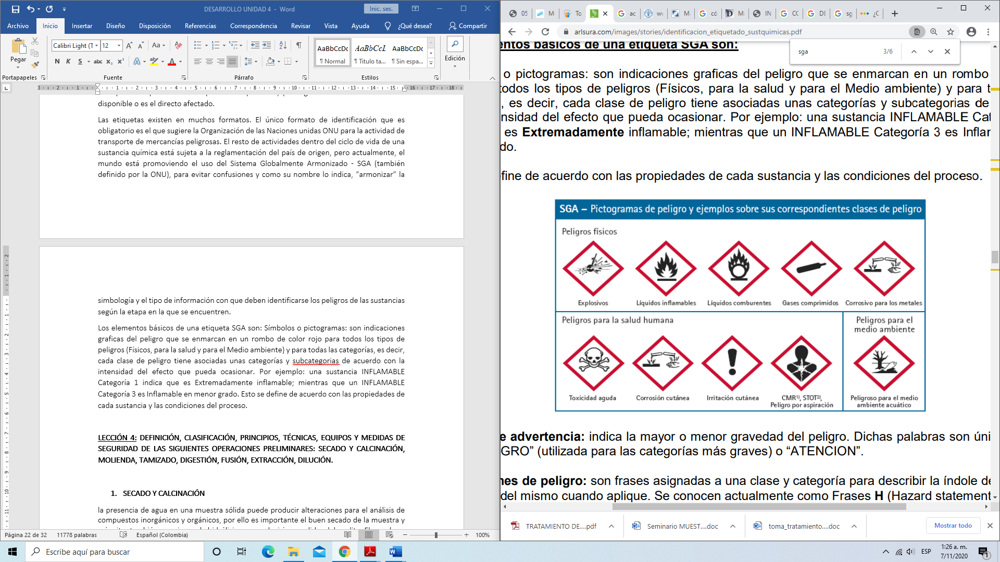 DESARROLLO UNIDAD 4 - Word
Inic. ses.
Archivo Inicio Insertar Diseño Disposición Referencias Correspondencia Revisar Vista Ayuda ¿Qué desea? Compartir
Pegar
Portapapeles
Calibri Light (T 12
Aa
N K S abc x₂ x²
Fuente
Párrafo
AaBbCcDc AaBbCcL AaBbCcDc
¶ Normal ¶ Titulo ta... ¶ Sin espa...
Estilos
Edición
disponible o es el directo afectado.
Las etiquetas existen en muchos formatos. El único formato de identificación que es
obligatorio es el que sugiere la Organización de las Naciones unidas ONU para la actividad de
transporte de mercancías peligrosas. El resto de actividades dentro del ciclo de vida de una
sustancia química está sujeta a la reglamentación del país de origen, pero actualmente, el
mundo está promoviendo el uso del Sistema Globalmente Armonizado - SGA (también
definido por la ONU), para evitar confusiones y como su nombre lo indica, “armonizar” la
simbología y el tipo de información con que deben identificarse los peligros de las sustancias
según la etapa en la que se encuentren.
Los elementos básicos de una etiqueta SGA son: Símbolos o pictogramas: son indicaciones
graficas del peligro que se enmarcan en un rombo de color rojo para todos los tipos de
peligros (Físicos, para la salud y para el Medio ambiente) y para todas las categorías, es decir,
cada clase de peligro tiene asociadas unas categorías y subcategorias de acuerdo con la
intensidad del efecto que pueda ocasionar. Por ejemplo: una sustancia INFLAMABLE
Categoría 1 indica que es Extremadamente inflamable; mientras que un INFLAMABLE
Categoría 3 es Inflamable en menor grado. Esto se define de acuerdo con las propiedades de
cada sustancia y las condiciones del proceso.
LECCIÓN 4: DEFINICIÓN, CLASIFICACIÓN, PRINCIPIOS, TÉCNICAS, EQUIPOS Y MEDIDAS DE
SEGURIDAD DE LAS SIGUIENTES OPERACIONES PRELIMINARES: SECADO Y CALCINACIÓN,
MOLIENDA, TAMIZADO, DIGESTIÓN, FUSIÓN, EXTRACCIÓN, DILUCIÓN.
1. SECADO Y CALCINACIÓN
la presencia de agua en una muestra sólida puede producir alteraciones para el análisis de
compuestos inorgánicos y orgánicos, por ello es importante el buen secado de la muestra y
Página 22 de 32 11778 palabras Español (Colombia) 100%
05 To ac có IN sg ¿C
arlsura.com/images/stories/identificacion_etiquetado_sustquimicas.pdf
sga 3/6
entos básicos de una etiqueta SGA son:
o pictogramas: son indicaciones graficas del peligro que se enmarcan en un rombo
todos los tipos de peligros (Físicos, para la salud y para el Medio ambiente) y para t
, es decir, cada clase de peligro tiene asociadas unas categorías y subcategorias de
nsidad del efecto que pueda ocasionar. Por ejemplo: una sustancia INFLAMABLE Cat
es Extremadamente inflamable; mientras que un INFLAMABLE Categoría 3 es Inflam
do.
fine de acuerdo con las propiedades de cada sustancia y las condiciones del proceso.
SGA – Pictogramas de peligro y ejemplos sobre sus correspondientes clases de peligro
Peligros físicos
Explosivos Líquidos inflamables Líquidos comburentes Gases comprimidos Corrosivo para los metales
Peligros para la salud humana
Peligros para el
medio ambiente
Toxicidad aguda Corrosión cutánea Irritación cutánea
CMR¹⁾, STOT²⁾,
Peligro por aspiración
Peligroso para el medio
ambiente acuático
e advertencia: indica la mayor o menor gravedad del peligro. Dichas palabras son úni
GRO” (utilizada para las categorías más graves) o “ATENCION”.
nes de peligro: son frases asignadas a una clase y categoría para describir la índole de
del mismo cuando aplique. Se conocen actualmente como Frases H (Hazard statement
TRATAMIENTO DE....pdf Seminario MUEST....doc toma_tratamiento....doc Mostrar todo
Escribe aquí para buscar
ESP
1:26 a. m.
7/11/2020
1